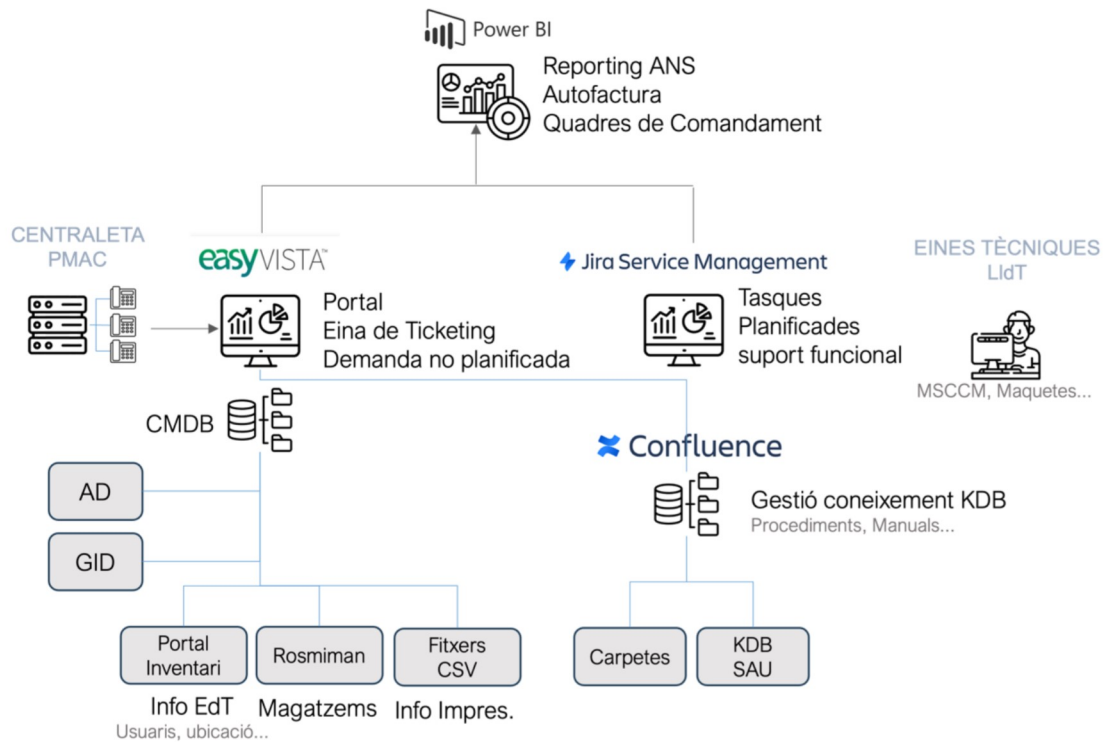 Power BI
Reporting ANS
Autofactura
Quadres de Comandament
CENTRALETA
PMAC
easyVISTA™
Jira Service Management
EINES TÈCNIQUES
LIdT
Portal
Eina de Ticketing
Demanda no planificada
Tasques
Planificades
suport funcional
MSCCM, Maquetes...
CMDB
Confluence
AD
Gestió coneixement KDB
Procediments, Manuals...
GID
Portal
Inventari
Rosmiman
Fitxers
CSV
Carpetes
KDB
SAU
Info EdT
Magatzems
Info Impres.
Usuaris, ubicació...